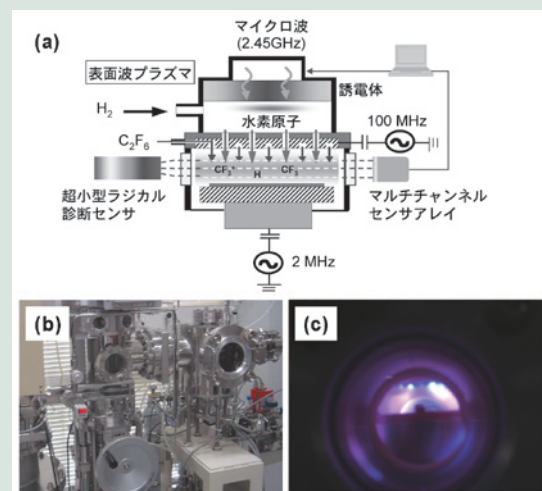 (a)
マイクロ波
(2.45GHz)
表面波プラズマ
誘電体
H2
水素原子
C2F6
100 MHz
H
超小型ラジカル
診断センサ
マルチチャンネル
センサアレイ
2 MHz
(b)
(c)